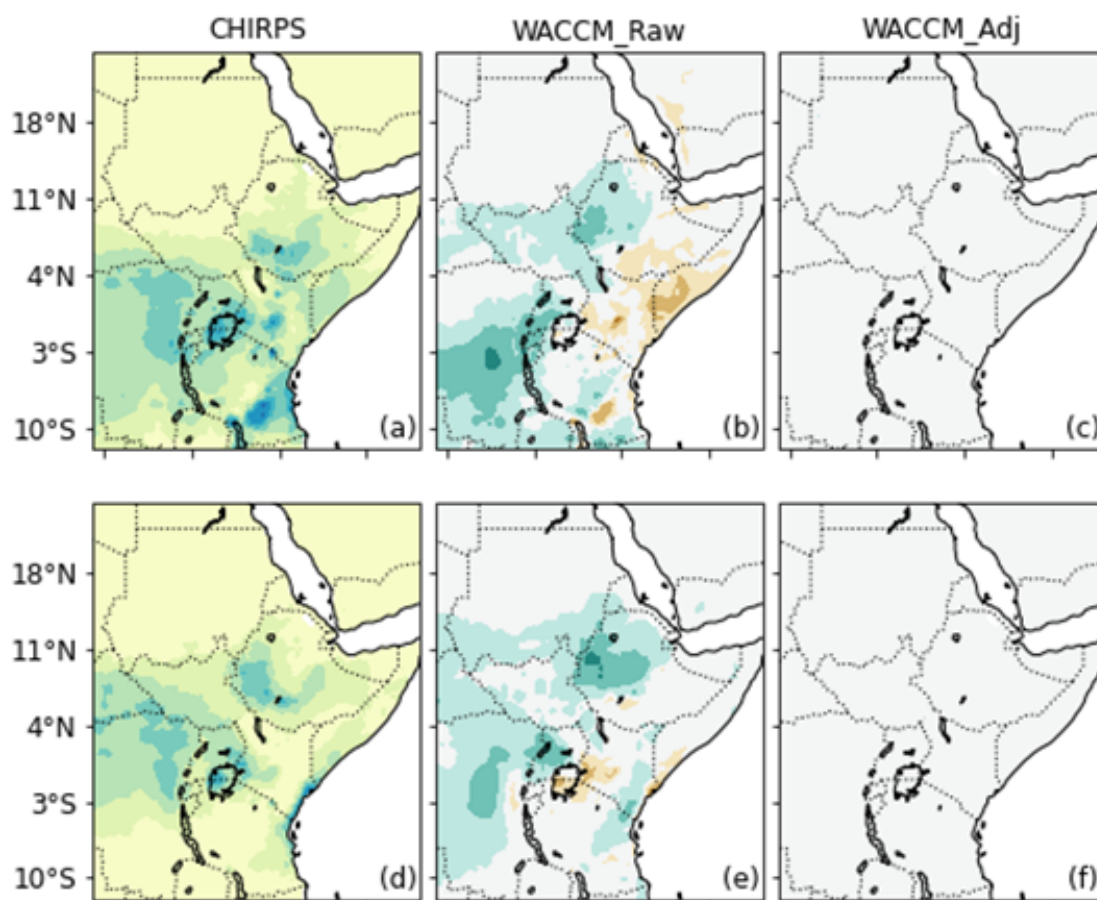 CHIRPS WACCM_Raw WACCM_Adj
18°N
11°N
4°N
3°S
10°S
(a) (b) (c)
18°N
11°N
4°N
3°S
10°S
(d) (e) (f)